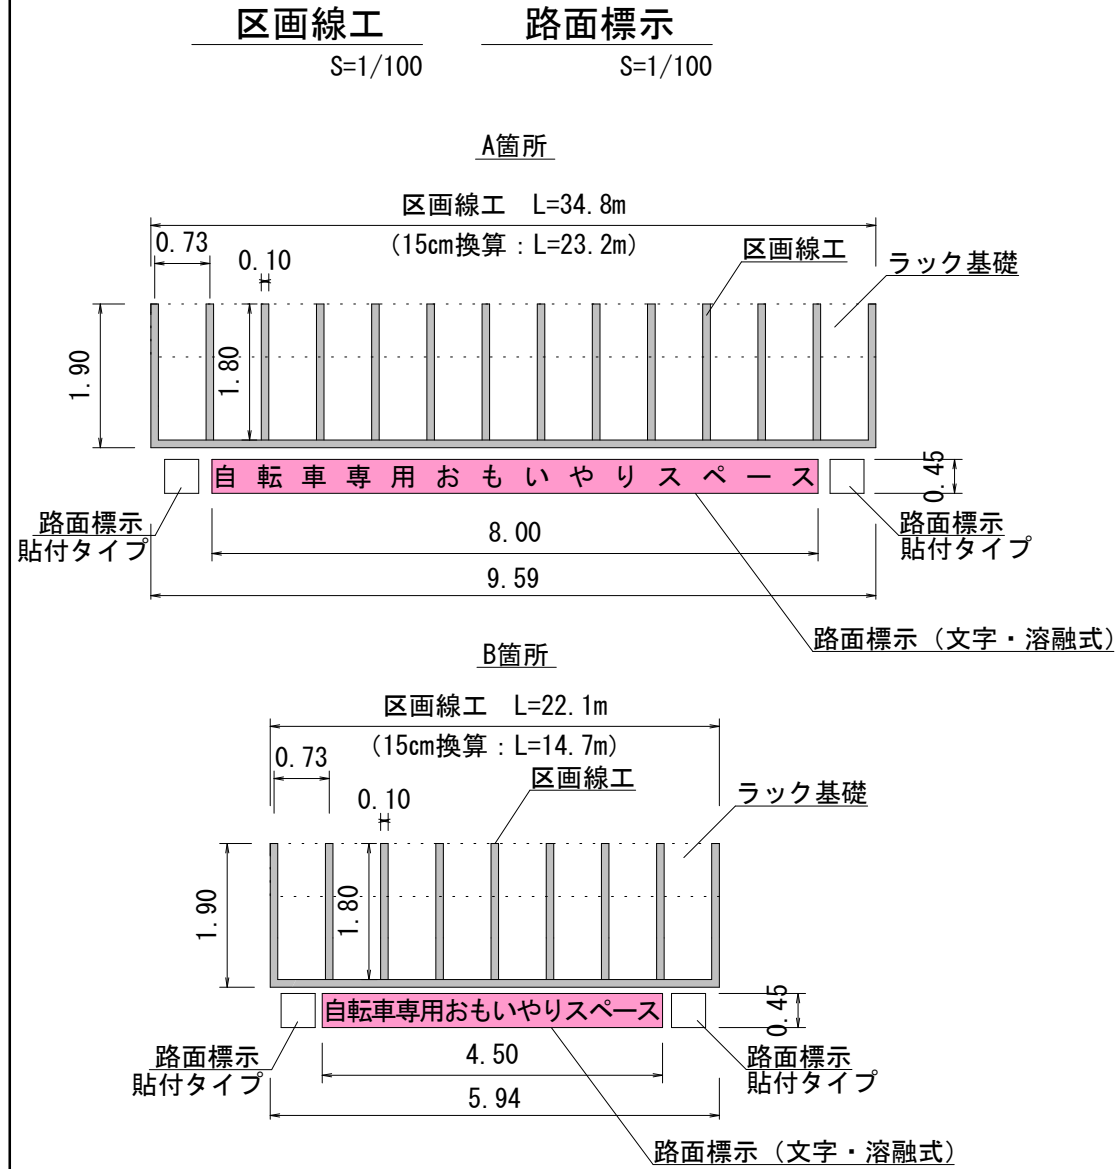 区画線工 路面標示
S=1/100 S=1/100
A箇所
区画線工 L=34.8m
(15cm換算:L=23.2m)
0.73
0.10
区画線工
ラック基礎
1.90
1.80
自転車専用おもいやりスペース
0.45
路面標示
貼付タイプ
路面標示
貼付タイプ
8.00
9.59
路面標示(文字・溶融式)
B箇所
区画線工 L=22.1m
(15cm換算:L=14.7m)
0.73
区画線工
0.10
ラック基礎
1.90
1.80
自転車専用おもいやりスペース
0.45
路面標示
貼付タイプ
路面標示
貼付タイプ
4.50
5.94
路面標示(文字・溶融式)